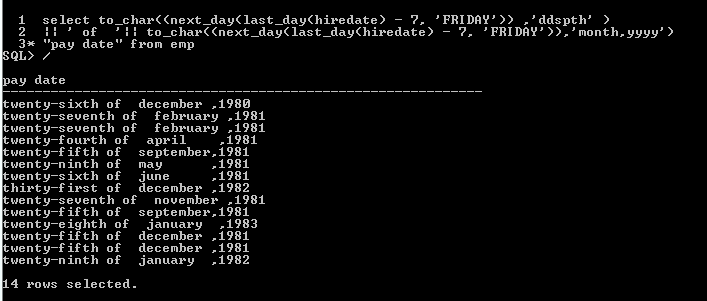 1 select to_char((next_day(last_day(hiredate) - 7, 'FRIDAY')) ,'ddspth' )
2 || ' of '|| to_char((next_day(last_day(hiredate) - 7, 'FRIDAY')),'month,yyyy')
3* "pay date" from emp
SQL> /
pay date
------------------------------------------------------------
twenty-sixth of december ,1980
twenty-seventh of february ,1981
twenty-seventh of february ,1981
twenty-fourth of april ,1981
twenty-fifth of september,1981
twenty-ninth of may ,1981
twenty-sixth of june ,1981
thirty-first of december ,1982
twenty-seventh of november ,1981
twenty-fifth of september,1981
twenty-eighth of january ,1983
twenty-fifth of december ,1981
twenty-fifth of december ,1981
twenty-ninth of january ,1982
14 rows selected.